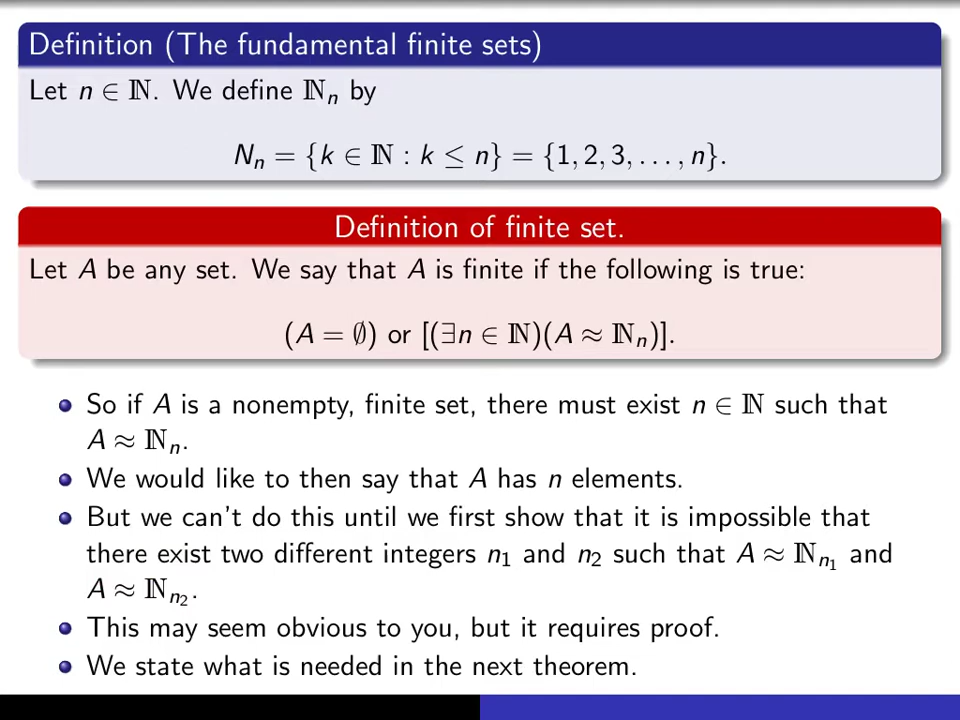 Definition (The fundamental finite sets)
Let n ∈ ℕ. We define ℕₙ by
Nₙ = {k ∈ ℕ : k ≤ n} = {1, 2, 3, . . . , n}.
Definition of finite set.
Let A be any set. We say that A is finite if the following is true:
(A = ∅) or [(∃n ∈ ℕ)(A ≈ ℕₙ)].
So if A is a nonempty, finite set, there must exist n ∈ ℕ such that
A ≈ ℕₙ.
We would like to then say that A has n elements.
But we can't do this until we first show that it is impossible that
there exist two different integers n₁ and n₂ such that A ≈ ℕₙ₁ and
A ≈ ℕₙ₂.
This may seem obvious to you, but it requires proof.
We state what is needed in the next theorem.